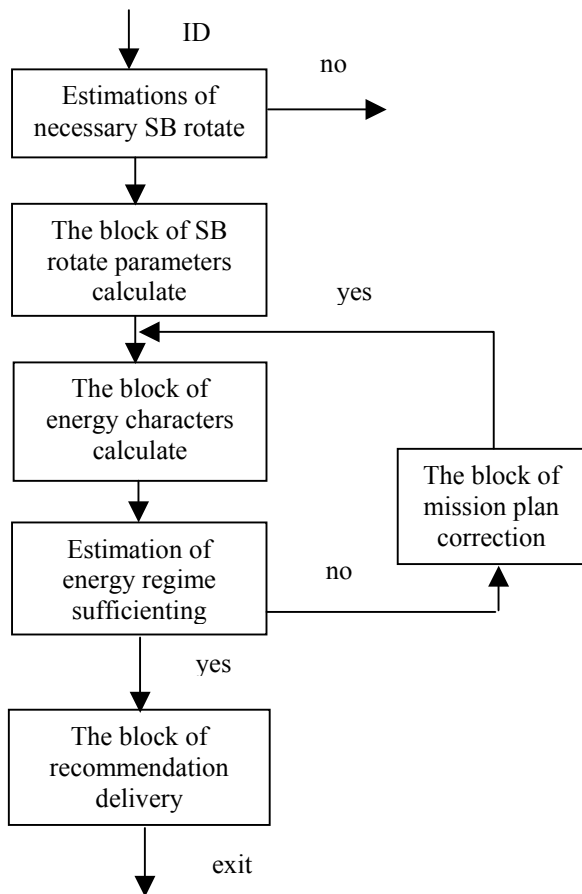 ID
Estimations of
necessary SB rotate
no
The block of SB
rotate parameters
calculate
yes
The block of
energy characters
calculate
The block of
mission plan
correction
Estimation of
energy regime
sufficienting
no
yes
The block of
recommendation
delivery
exit